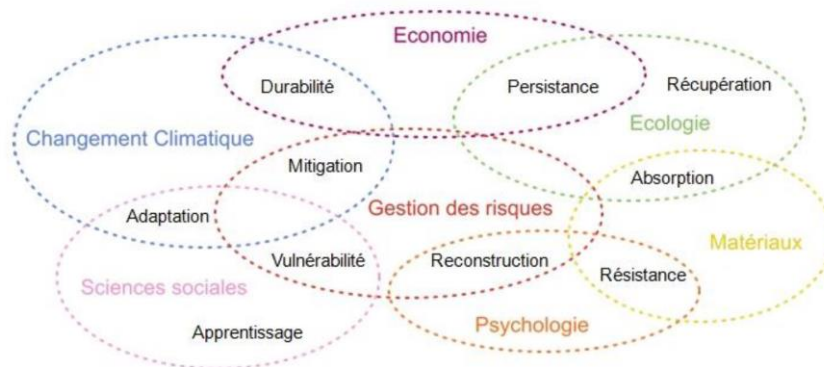 Economie
Durabilité
Persistance
Récupération
Ecologie
Changement Climatique
Mitigation
Absorption
Adaptation
Gestion des risques
Matériaux
Vulnérabilité
Reconstruction
Résistance
Sciences sociales
Psychologie
Apprentissage